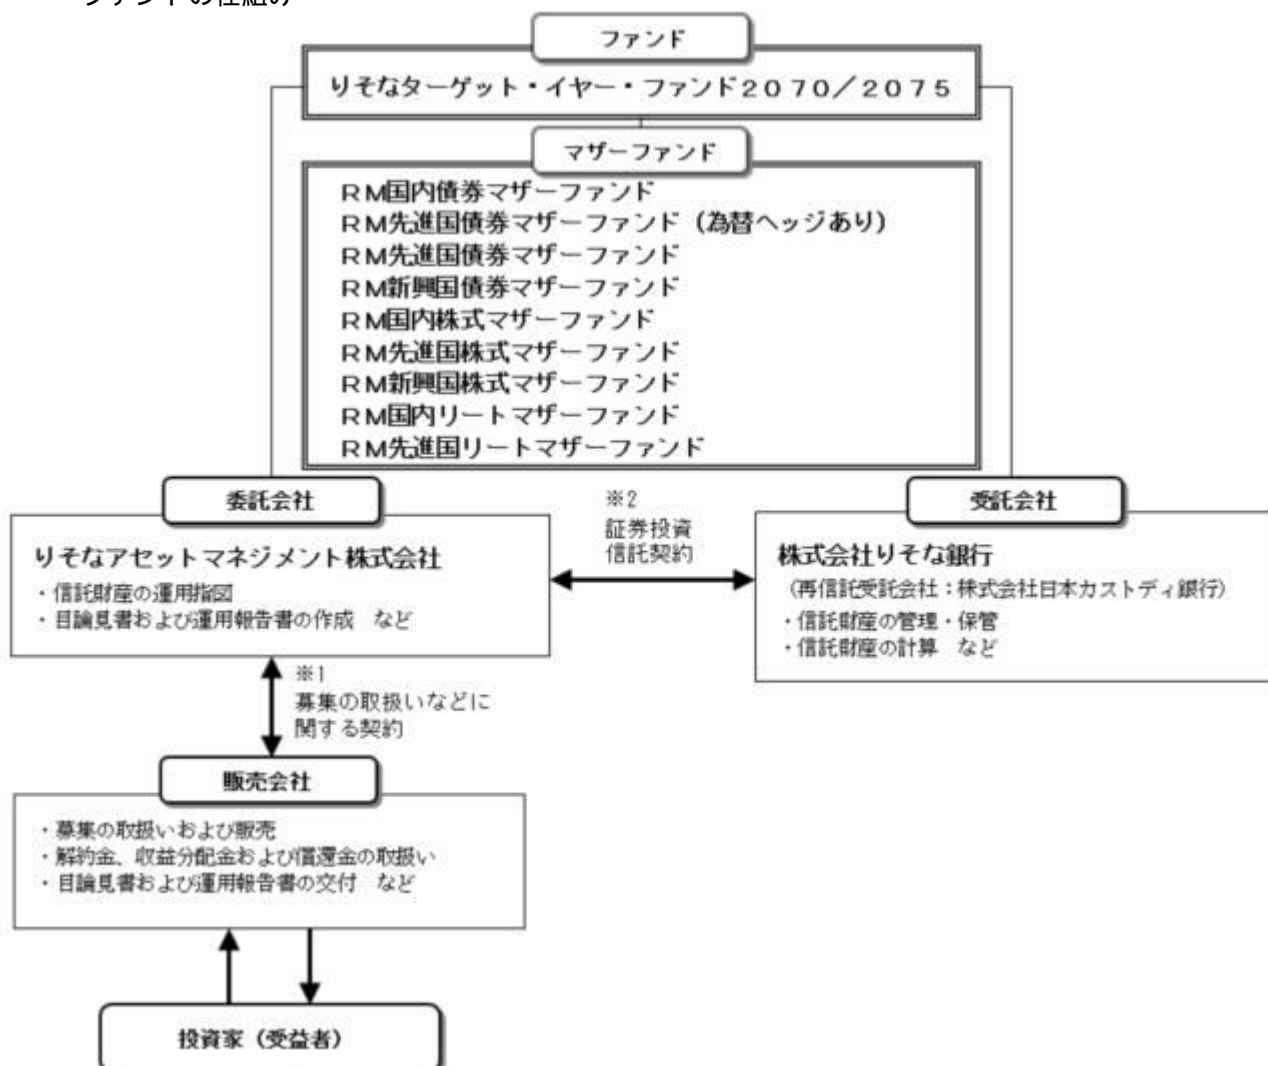 ファンドの仕組み
ファンド
りそなターゲット・イヤー・ファンド2070/2075
マザーファンド
RM国内債券マザーファンド
RM先進国債券マザーファンド(為替ヘッジあり)
RM先進国債券マザーファンド
RM新興国債券マザーファンド
RM国内株式マザーファンド
RM先進国株式マザーファンド
RM新興国株式マザーファンド
RM国内リートマザーファンド
RM先進国リートマザーファンド
委託会社
りそなアセットマネジメント株式会社
・信託財産の運用指図
・目論見書および運用報告書の作成 など
※2
証券投資
信託契約
受託会社
株式会社りそな銀行
(再信託受託会社:株式会社日本カストディ銀行)
・信託財産の管理・保管
・信託財産の計算 など
※1
募集の取扱いなどに
関する契約
販売会社
・募集の取扱いおよび販売
・解約金、収益分配金および償還金の取扱い
・目論見書および運用報告書の交付 など
投資家(受益者)